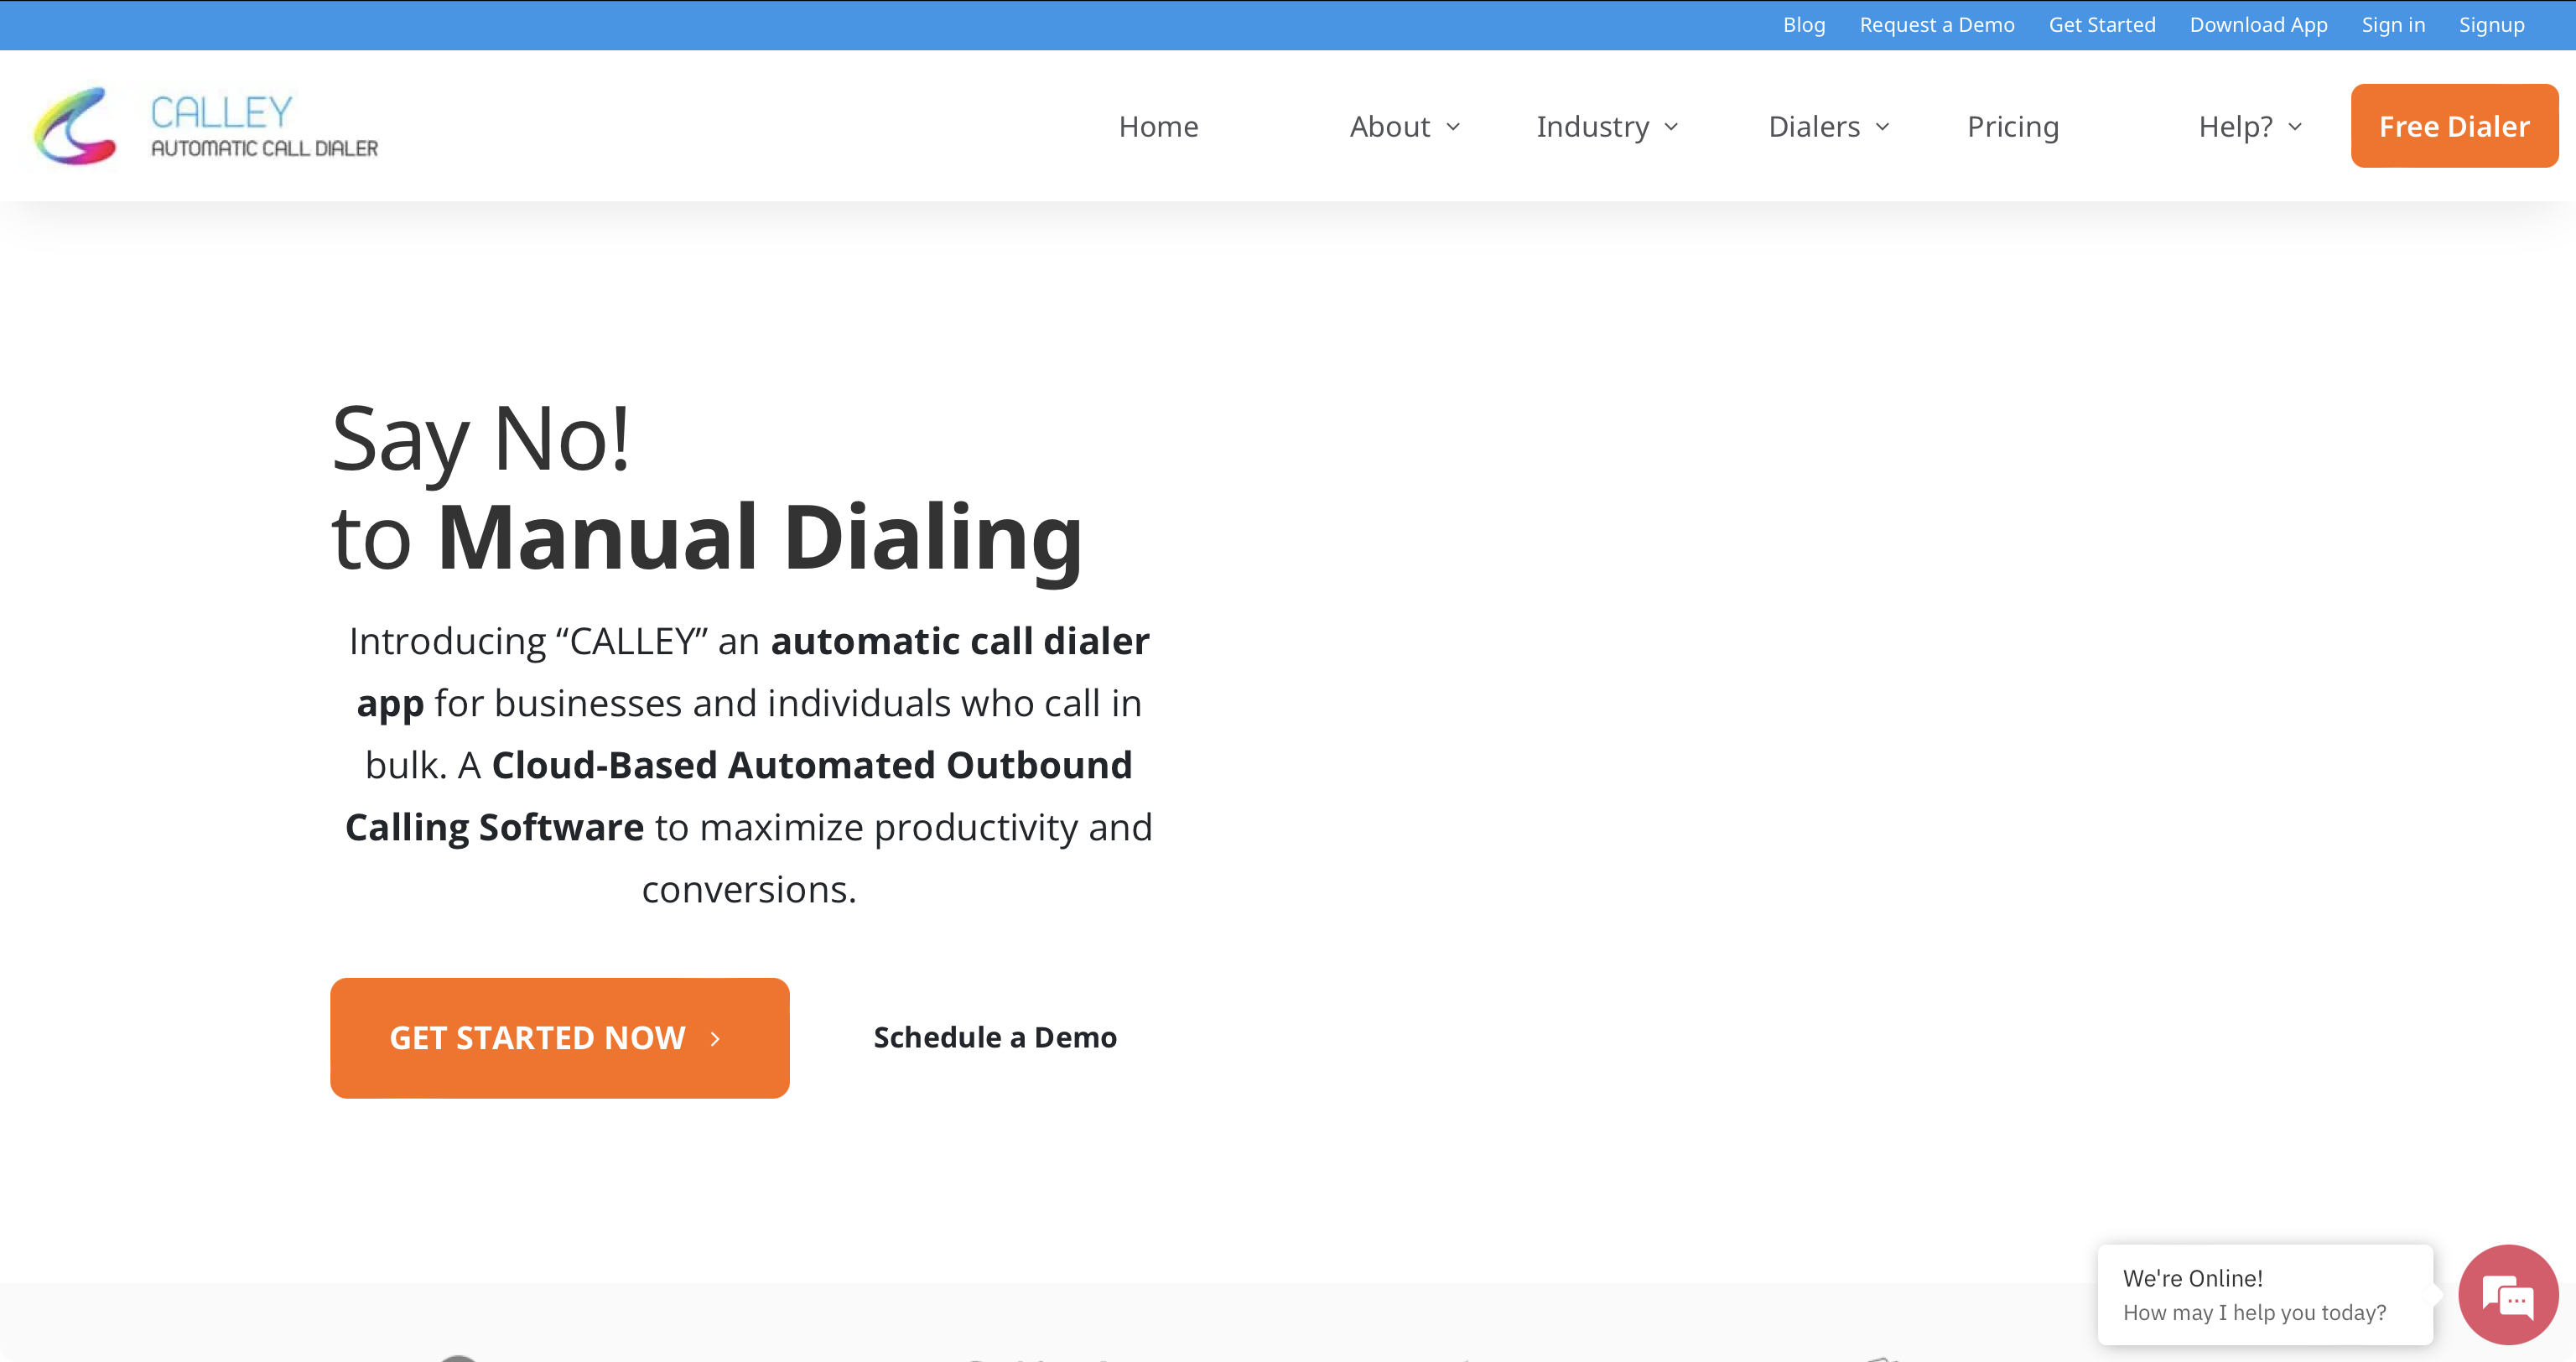 Blog Request a Demo Get Started Download App Sign in Signup
CALLEY
AUTOMATIC CALL DIALER
Home About Industry Dialers Pricing Help? Free Dialer
Say No!
to Manual Dialing
Introducing “CALLEY” an automatic call dialer
app for businesses and individuals who call in
bulk. A Cloud-Based Automated Outbound
Calling Software to maximize productivity and
conversions.
GET STARTED NOW
Schedule a Demo
We're Online!
How may I help you today?